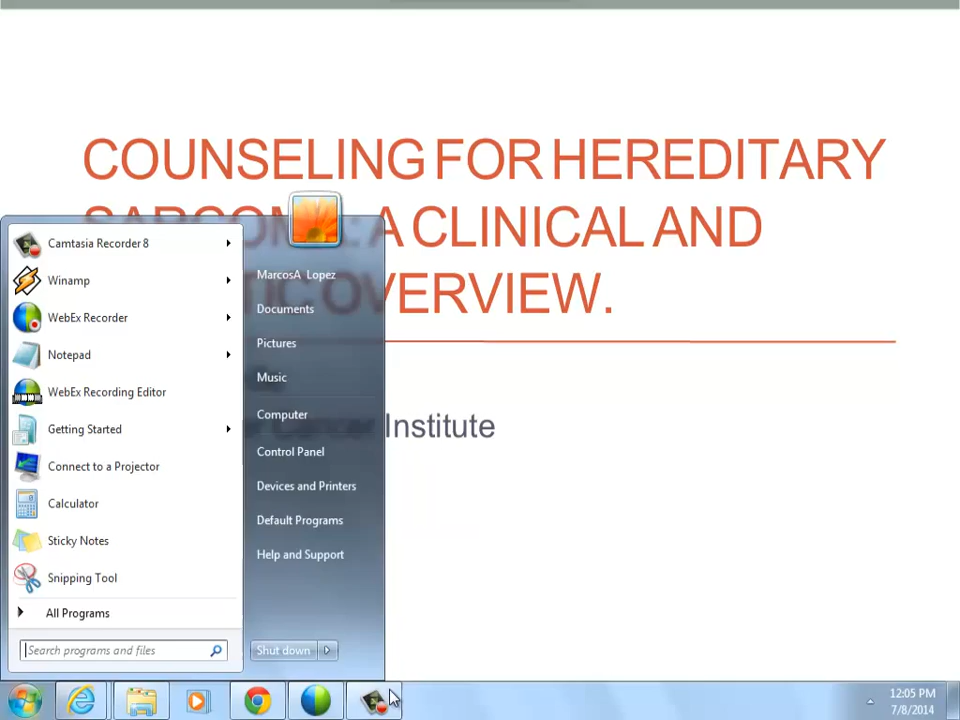 COUNSELING FOR HEREDITARY
A CLINICAL AND
OVERVIEW.
Institute
Camtasia Recorder 8
Winamp
WebEx Recorder
Notepad
WebEx Recording Editor
Getting Started
Connect to a Projector
Calculator
Sticky Notes
Snipping Tool
All Programs
Search programs and files
MarcosA Lopez
Documents
Pictures
Music
Computer
Control Panel
Devices and Printers
Default Programs
Help and Support
Shut down
12:05 PM
7/8/2014